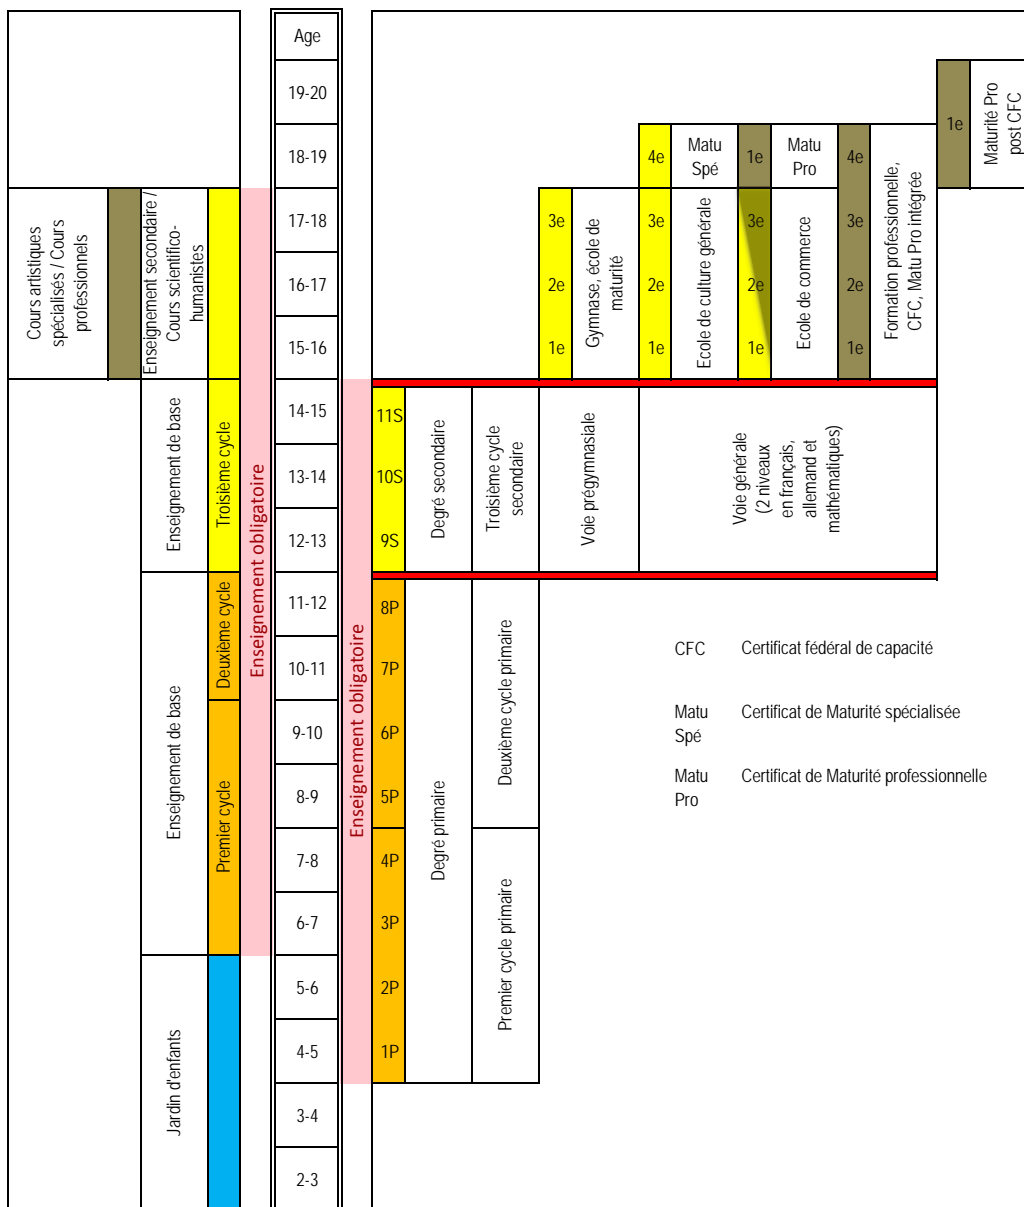 Cours artistiques
spécialisés / Cours
professionnels
Enseignement secondaire /
Cours scientifico-
humanistes
Enseignement de base
Troisième cycle
Enseignement de base
Deuxième cycle
Premier cycle
Jardin d'enfants
Enseignement obligatoire
Age
19-20
18-19
17-18
16-17
15-16
14-15
13-14
12-13
11-12
10-11
9-10
8-9
7-8
6-7
5-6
4-5
3-4
2-3
Enseignement obligatoire
1e
Maturité Pro
post CFC
4e
Matu
Spé
1e
Matu
Pro
4e
3e
2e
1e
Gymnase, école de
maturité
3e
2e
1e
Ecole de culture générale
3e
2e
1e
Ecole de commerce
3e
2e
1e
Formation professionnelle,
CFC, Matu Pro intégrée
11S
10S
9S
Degré secondaire
Troisième cycle
secondaire
Voie prégymnasiale
Voie générale
(2 niveaux
en français,
allemand et
mathématiques)
8P
7P
6P
5P
4P
3P
2P
1P
Degré primaire
Deuxième cycle primaire
Premier cycle primaire
CFC Certificat fédéral de capacité
Matu Certificat de Maturité spécialisée
Spé
Matu Certificat de Maturité professionnelle
Pro